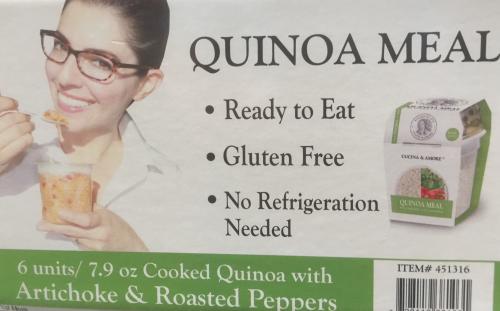 QUINOA MEAL
• Ready to Eat
• Gluten Free
• No Refrigeration
Needed
CUCINA & AMORE
QUINOA MEAL
6 units/ 7.9 oz Cooked Quinoa with
Artichoke & Roasted Peppers
ITEM# 451316